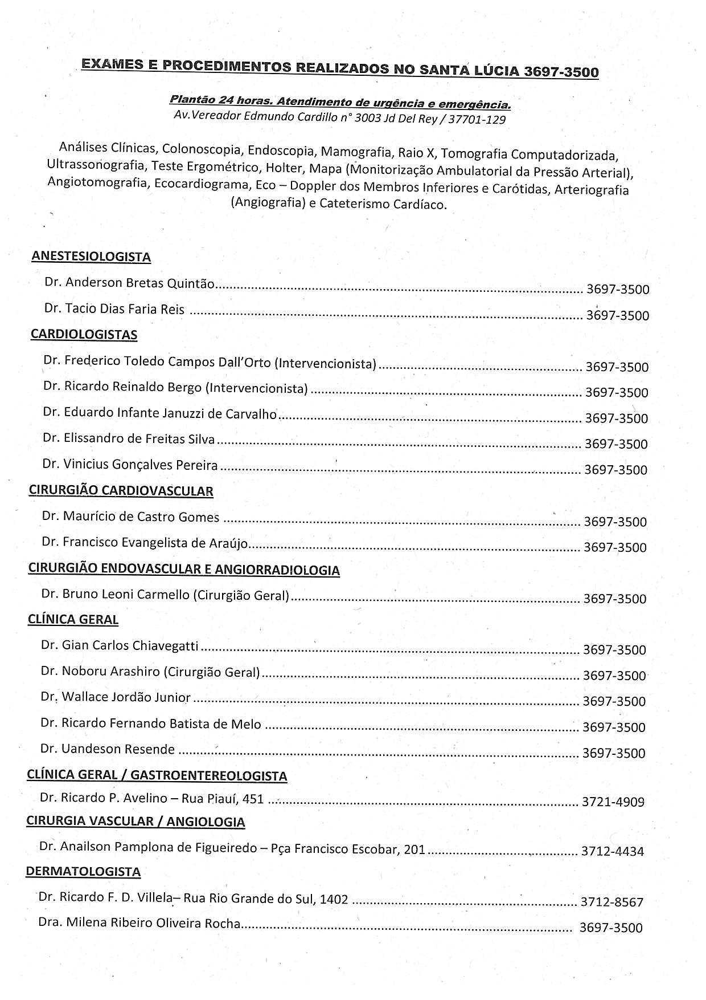 EXAMES E PROCEDIMENTOS REALIZADOS NO SANTA LÚCIA 3697-3500
Plantão 24 horas. Atendimento de urgência e emergência.
Av.Vereador Edmundo Cardillo n° 3003 Jd Del Rey / 37701-129
Análises Clínicas, Colonoscopia, Endoscopia, Mamografia, Raio X, Tomografia Computadorizada,
Ultrassonografia, Teste Ergométrico, Holter, Mapa (Monitorização Ambulatorial da Pressão Arterial),
Angiotomografia, Ecocardiograma, Eco – Doppler dos Membros Inferiores e Carótidas, Arteriografia
(Angiografia) e Cateterismo Cardíaco.
ANESTESIOLOGISTA
Dr. Anderson Bretas Quintão........ 3697-3500
Dr. Tacio Dias Faria Reis ........ 3697-3500
CARDIOLOGISTAS
Dr. Frederico Toledo Campos Dall'Orto (Intervencionista)........ 3697-3500
Dr. Ricardo Reinaldo Bergo (Intervencionista)........ 3697-3500
Dr. Eduardo Infante Januzzi de Carvalho........ 3697-3500
Dr. Elissandro de Freitas Silva........ 3697-3500
Dr. Vinicius Gonçalves Pereira........ 3697-3500
CIRURGIÃO CARDIOVASCULAR
Dr. Maurício de Castro Gomes ........ 3697-3500
Dr. Francisco Evangelista de Araújo........ 3697-3500
CIRURGIÃO ENDOVASCULAR E ANGIORRADIOLOGIA
Dr. Bruno Leoni Carmello (Cirurgião Geral)........ 3697-3500
CLÍNICA GERAL
Dr. Gian Carlos Chiavegatti........ 3697-3500
Dr. Noboru Arashiro (Cirurgião Geral)........ 3697-3500
Dr. Wallace Jordão Junior........ 3697-3500
Dr. Ricardo Fernando Batista de Melo ........ 3697-3500
Dr. Uandeson Resende ........ 3697-3500
CLÍNICA GERAL / GASTROENTEREOLOGISTA
Dr. Ricardo P. Avelino – Rua Piauí, 451 ........ 3721-4909
CIRURGIA VASCULAR / ANGIOLOGIA
Dr. Anailson Pamplona de Figueiredo – Pça Francisco Escobar, 201........ 3712-4434
DERMATOLOGISTA
Dr. Ricardo F. D. Villela– Rua Rio Grande do Sul, 1402 ........ 3712-8567
Dra. Milena Ribeiro Oliveira Rocha........ 3697-3500